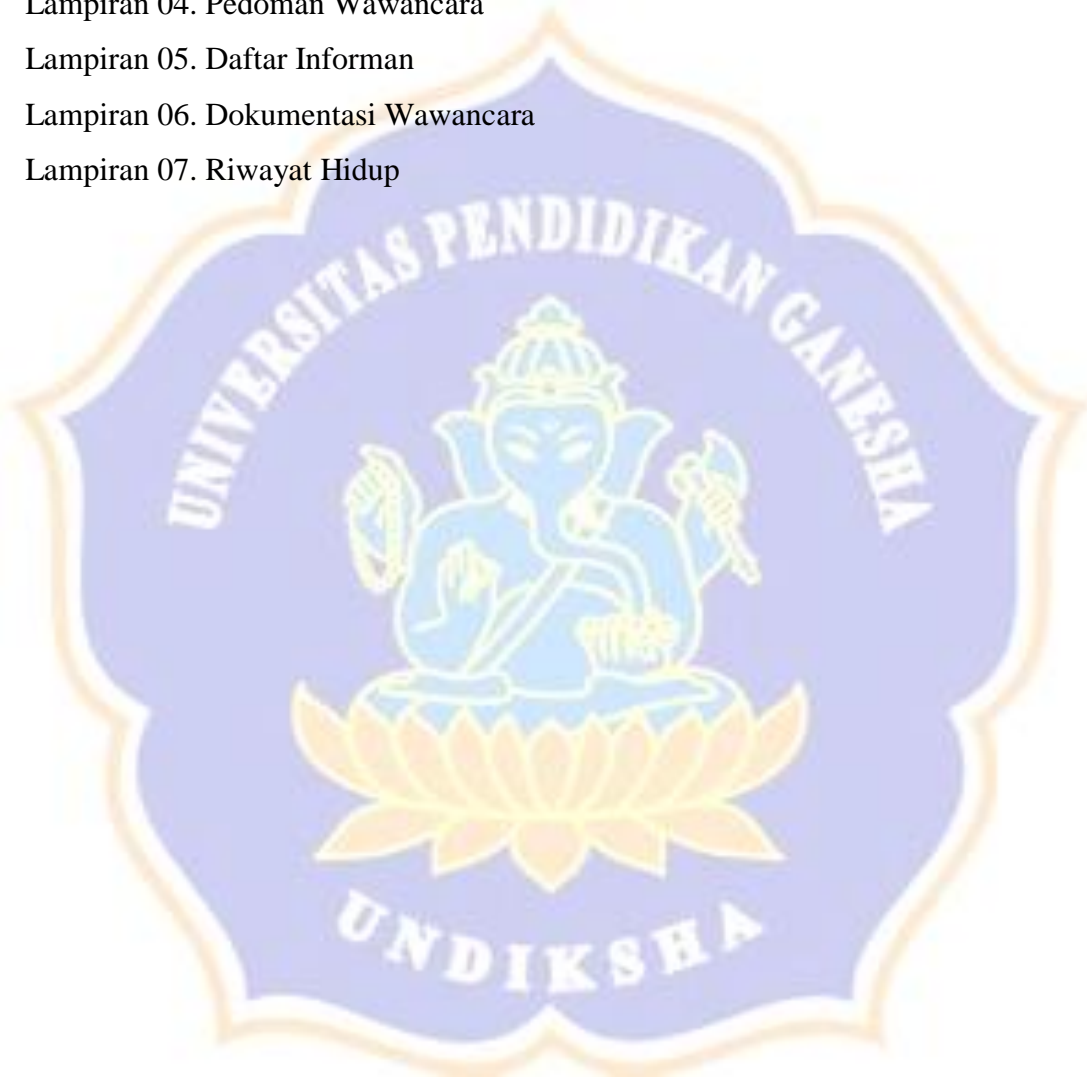 Lampiran 04. Pedoman Wawancara
Lampiran 05. Daftar Informan
Lampiran 06. Dokumentasi Wawancara
Lampiran 07. Riwayat Hidup
UNIVERSITAS PENDIDIKAN GANESHA
UNDIKSHA